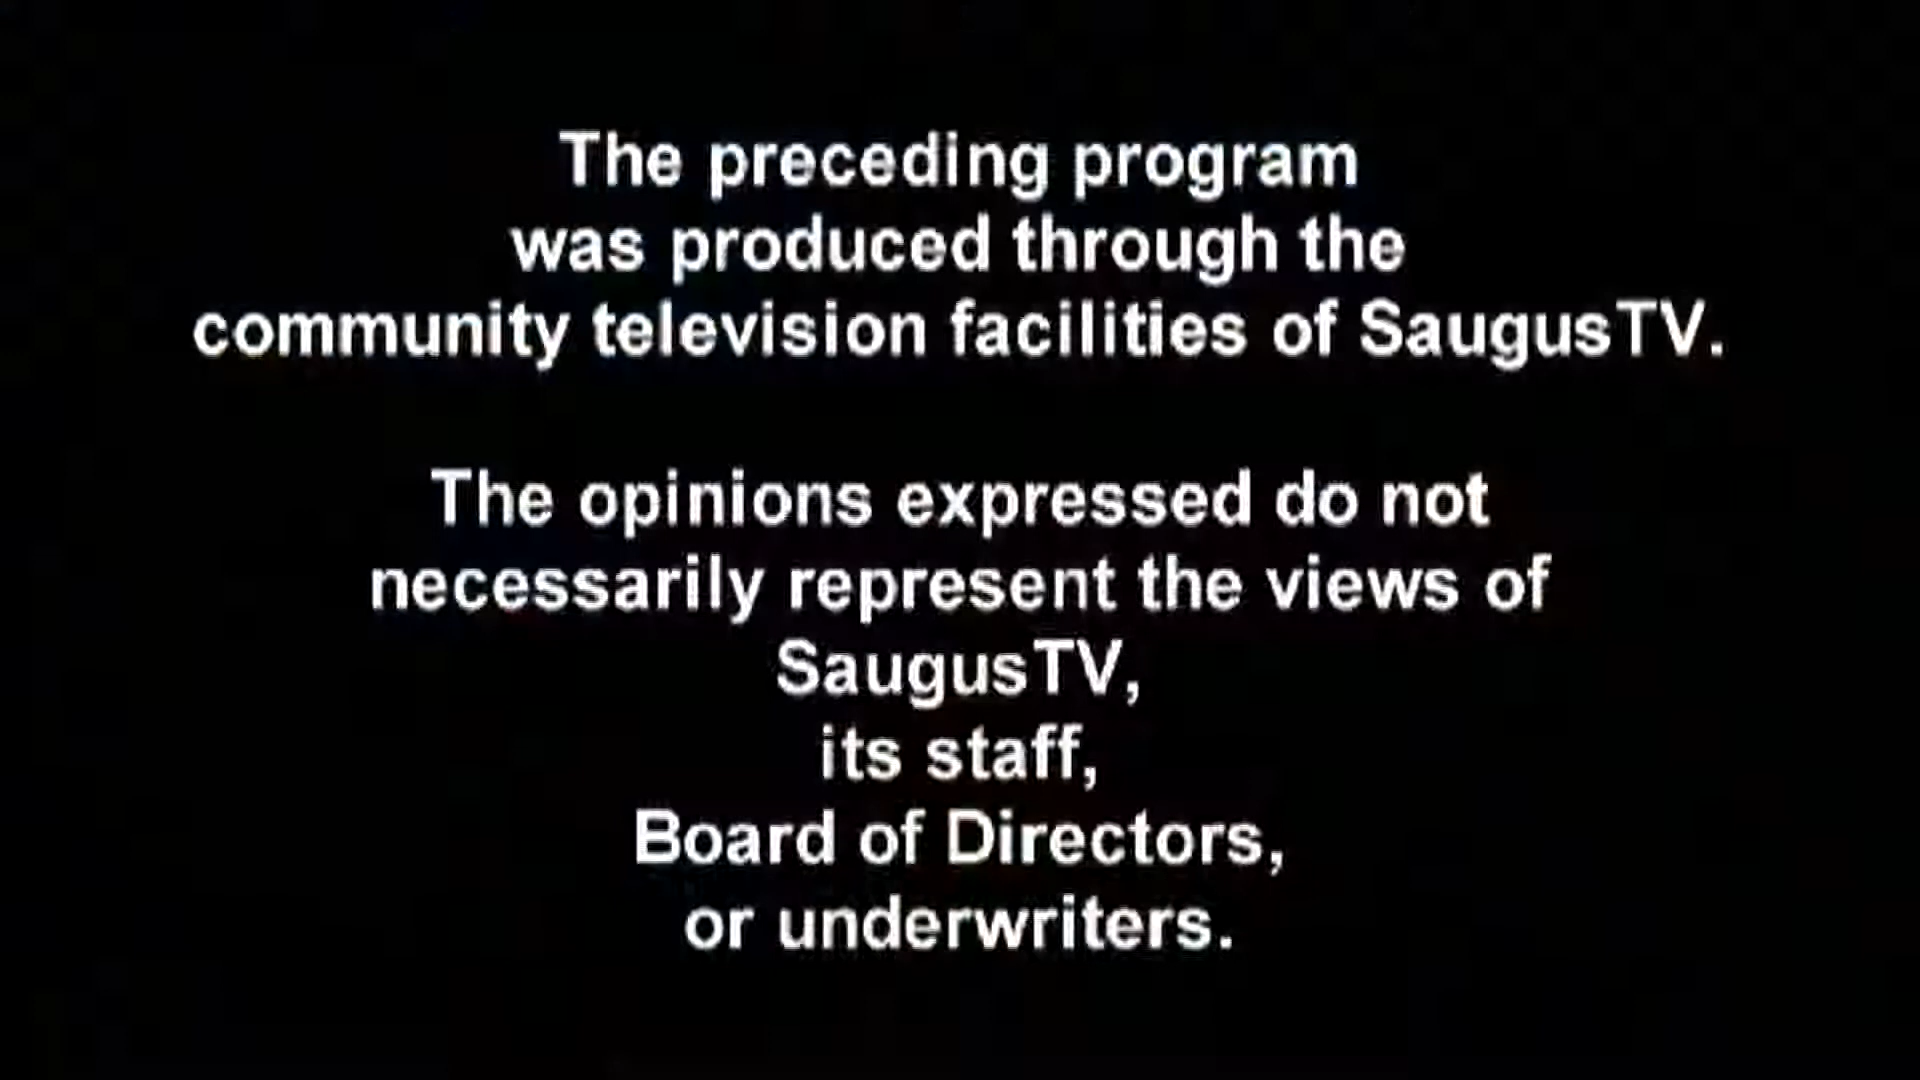 The preceding program
was produced through the
community television facilities of SaugusTV.
The opinions expressed do not
necessarily represent the views of
SaugusTV,
its staff,
Board of Directors,
or underwriters.